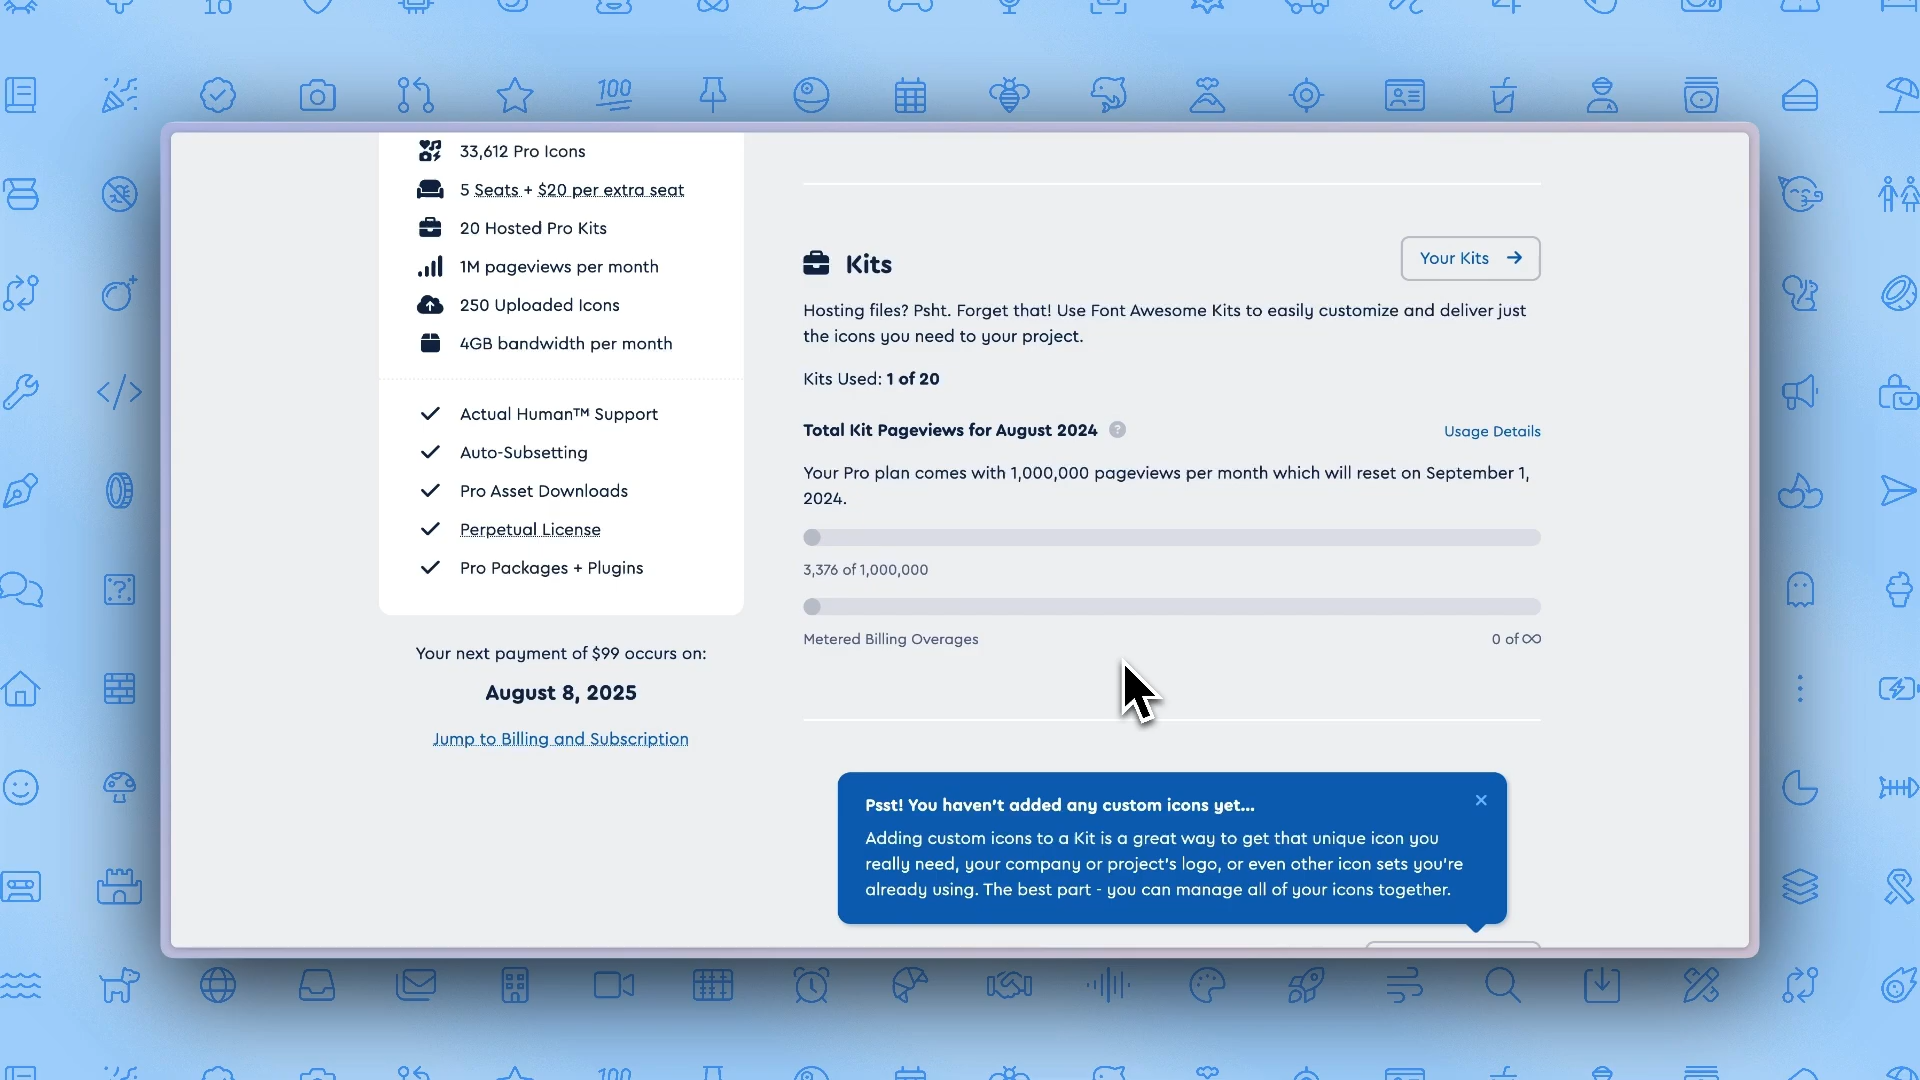 33,612 Pro Icons
5 Seats + $20 per extra seat
20 Hosted Pro Kits
1M pageviews per month
250 Uploaded Icons
4GB bandwidth per month
Actual Human™ Support
Auto-Subsetting
Pro Asset Downloads
Perpetual License
Pro Packages + Plugins
Your next payment of $99 occurs on:
August 8, 2025
Jump to Billing and Subscription
Kits
Your Kits
Hosting files? Psht. Forget that! Use Font Awesome Kits to easily customize and deliver just
the icons you need to your project.
Kits Used: 1 of 20
Total Kit Pageviews for August 2024
?
Usage Details
Your Pro plan comes with 1,000,000 pageviews per month which will reset on September 1,
2024.
3,376 of 1,000,000
Metered Billing Overages
0 of ∞
Psst! You haven't added any custom icons yet...
Adding custom icons to a Kit is a great way to get that unique icon you
really need, your company or project's logo, or even other icon sets you're
already using. The best part - you can manage all of your icons together.
10
100
100